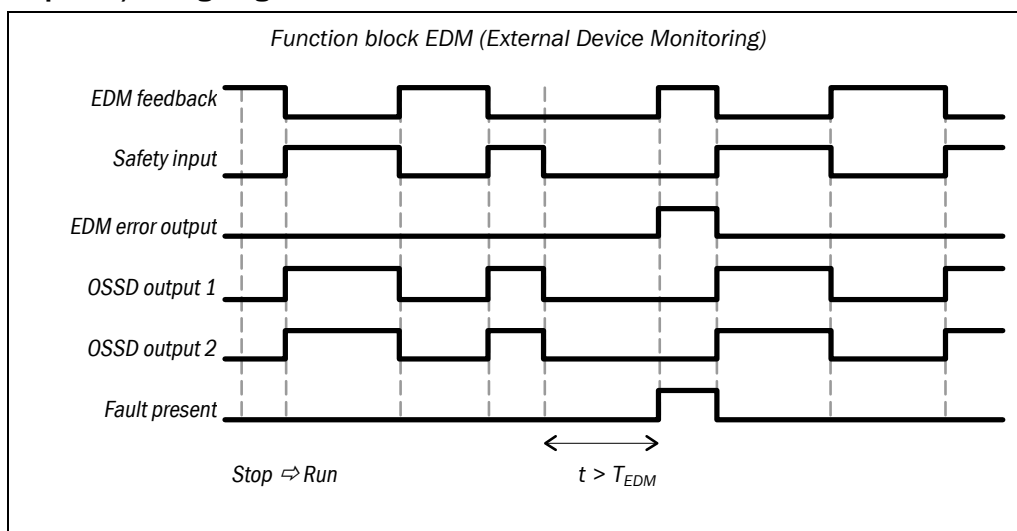 Function block EDM (External Device Monitoring)
EDM feedback
Safety input
EDM error output
OSSD output 1
OSSD output 2
Fault present
Stop ⇨ Run
t > TEDM